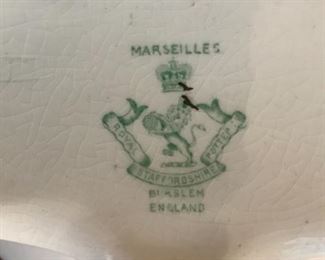 MARSEILLES
ROYAL STAFFORDSHIRE POTTERY
BURSLEM
ENGLAND